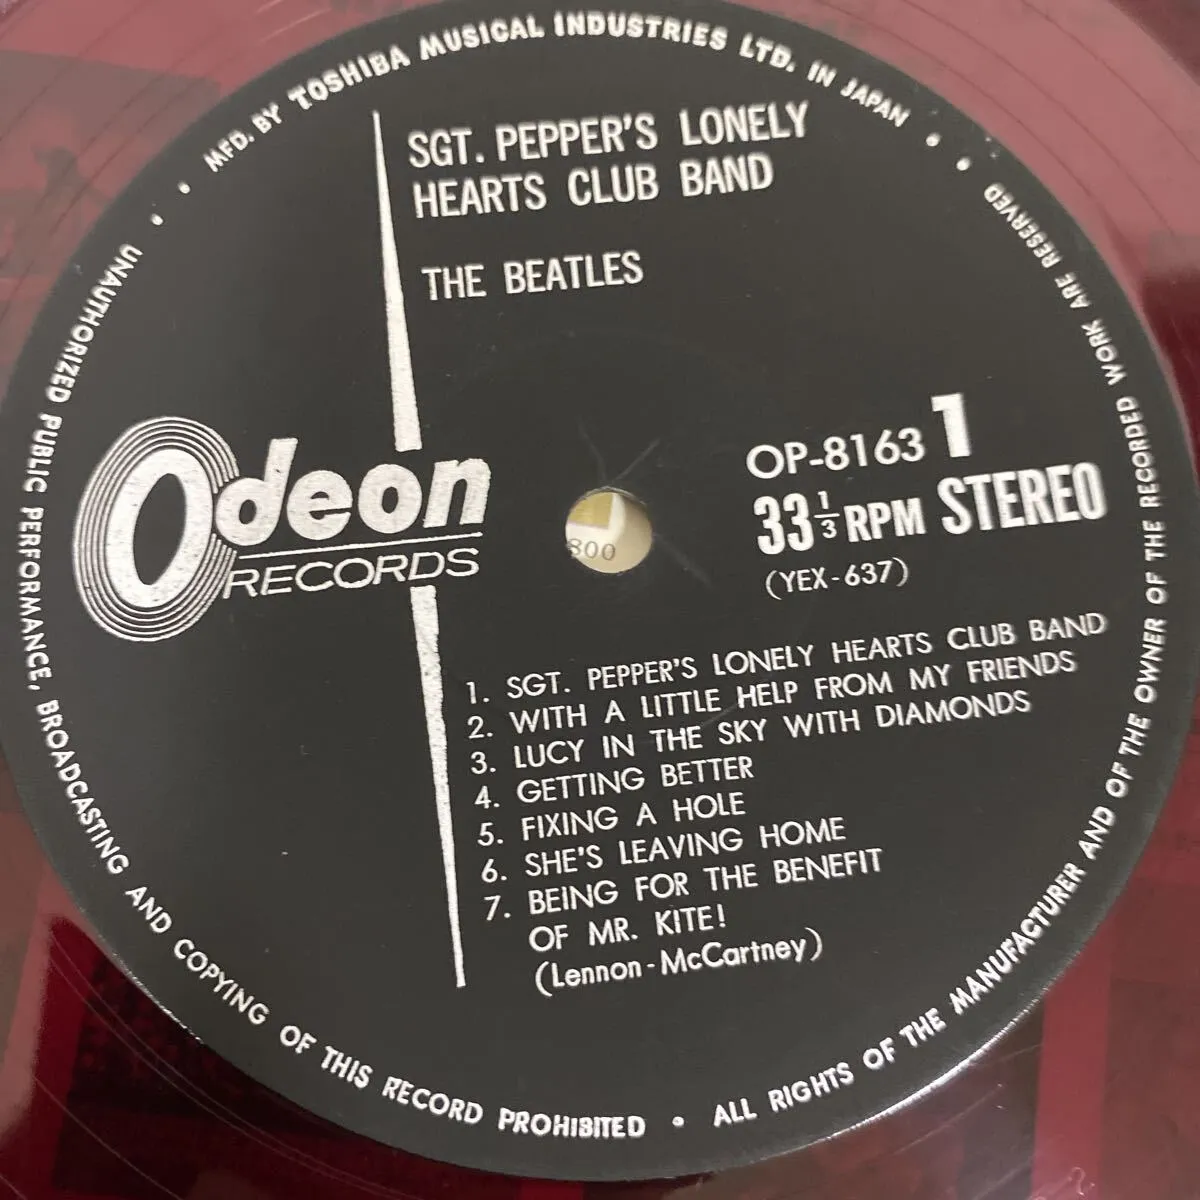 MFD. BY TOSHIBA MUSICAL INDUSTRIES LTD. IN JAPAN
SGT. PEPPER'S LONELY
HEARTS CLUB BAND
THE BEATLES
Odeon
RECORDS
OP-8163 1
33 1/3 RPM STEREO
(YEX-637)
800
1. SGT. PEPPER'S LONELY HEARTS CLUB BAND
2. WITH A LITTLE HELP FROM MY FRIENDS
3. LUCY IN THE SKY WITH DIAMONDS
4. GETTING BETTER
5. FIXING A HOLE
6. SHE'S LEAVING HOME
7. BEING FOR THE BENEFIT
OF MR. KITE!
(Lennon-McCartney)
UNAUTHORIZED PUBLIC PERFORMANCE, BROADCASTING AND COPYING OF THIS RECORD PROHIBITED • ALL RIGHTS OF THE MANUFACTURER AND OF THE OWNER OF THE RECORDED WORK ARE RESERVED